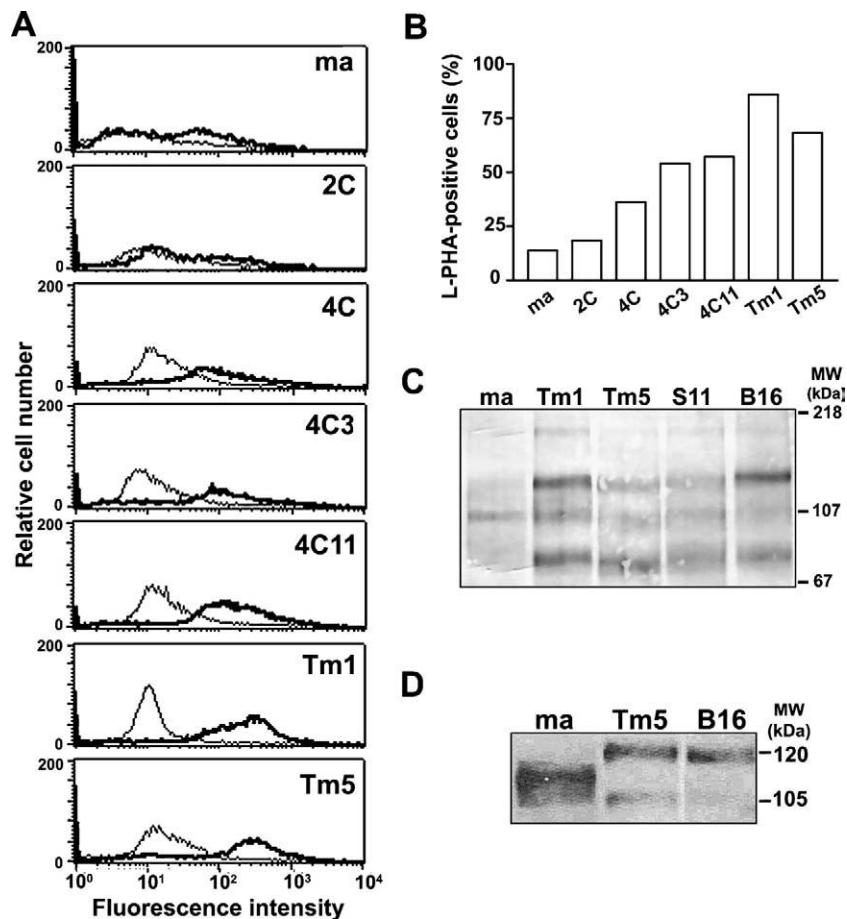 A
200
ma
0
200
2C
0
200
4C
0
200
4C3
0
200
4C11
0
200
Tm1
0
200
Tm5
0
10⁰ 10¹ 10² 10³ 10⁴
Relative cell number
Fluorescence intensity
B
L-PHA-positive cells (%)
100
75
50
25
0
ma 2C 4C 4C3 4C11 Tm1 Tm5
C
ma Tm1 Tm5 S11 B16
MW
(kDa)
218
107
67
D
ma Tm5 B16
MW
(kDa)
120
105